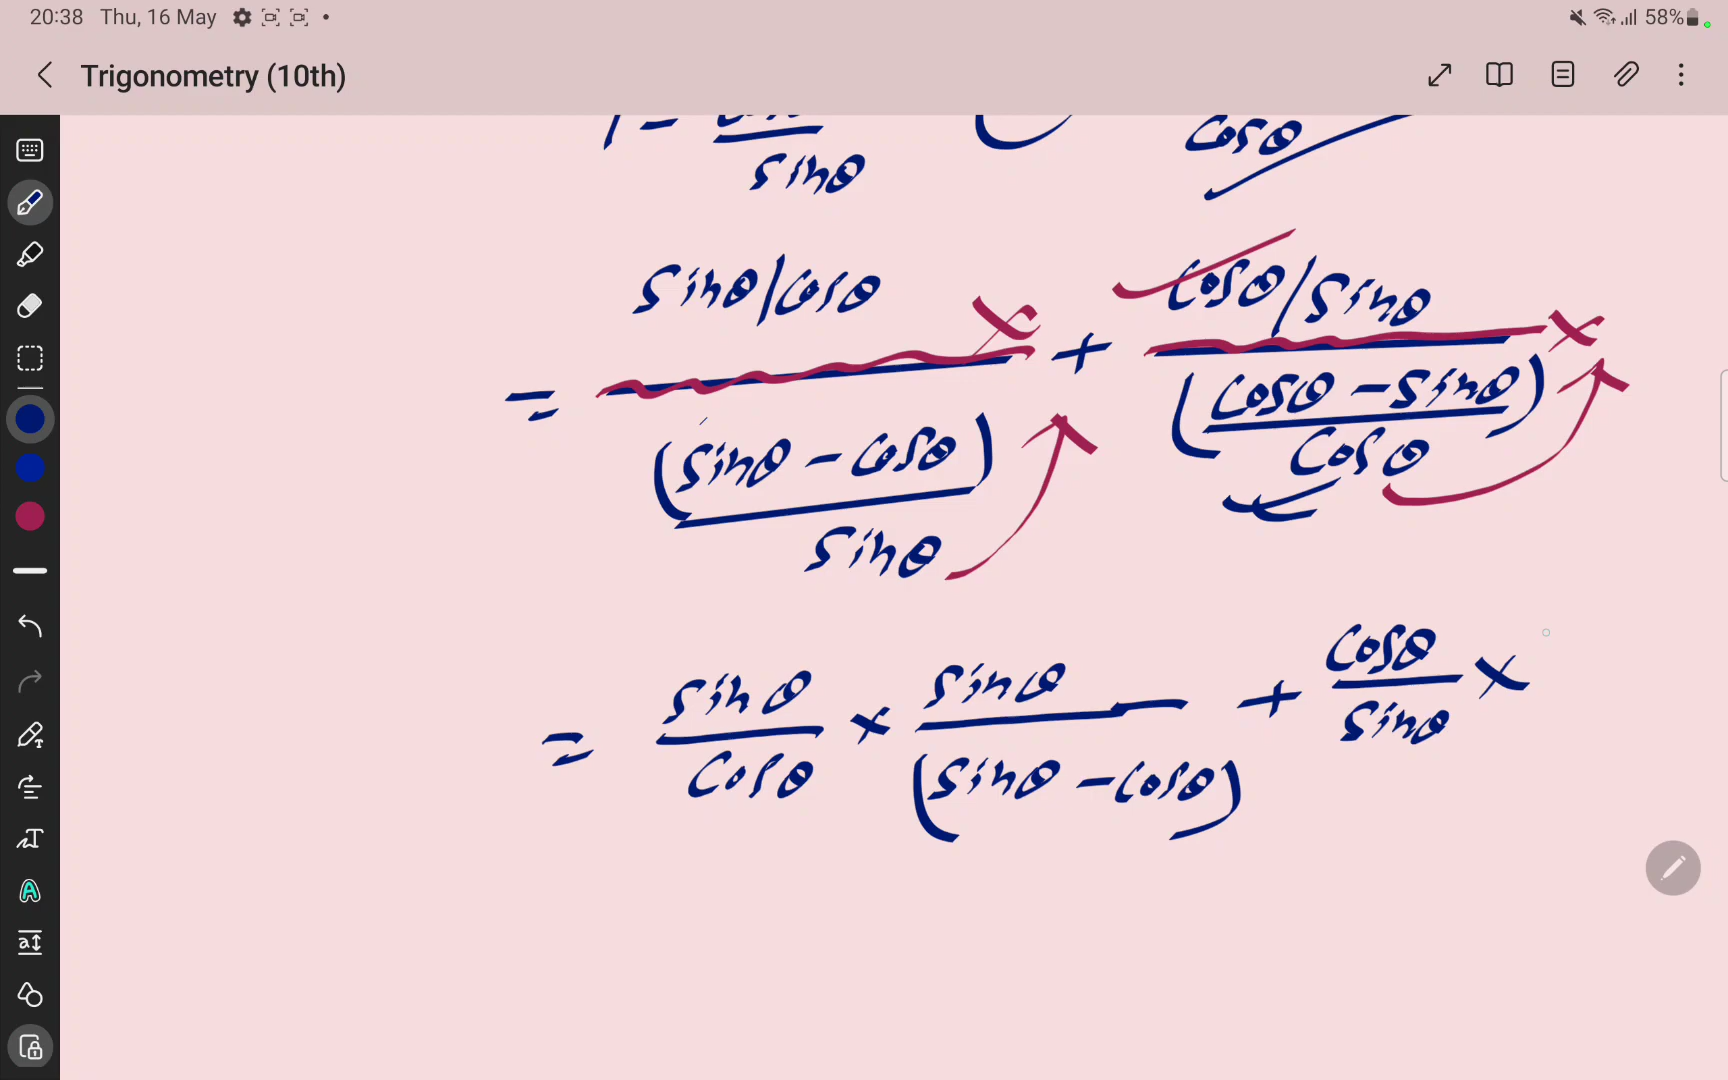 20:38 Thu, 16 May 58%
Trigonometry (10th)
1 - sinθ cosθ
sinθ/cosθ + cosθ/sinθ
= (sinθ - cosθ) (cosθ - sinθ)
sinθ cosθ
= sinθ × sinθ + cosθ ×
cosθ (sinθ - cosθ) sinθ